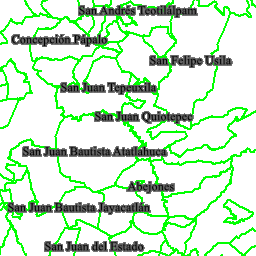 San Andrés Teotilálpam
Concepción Pápalo
San Felipe Usila
San Juan Tepeuxila
San Juan Quiotepec
San Juan Bautista Atatlahuca
Abejones
San Juan Bautista Jayacatlán
San Juan del Estado